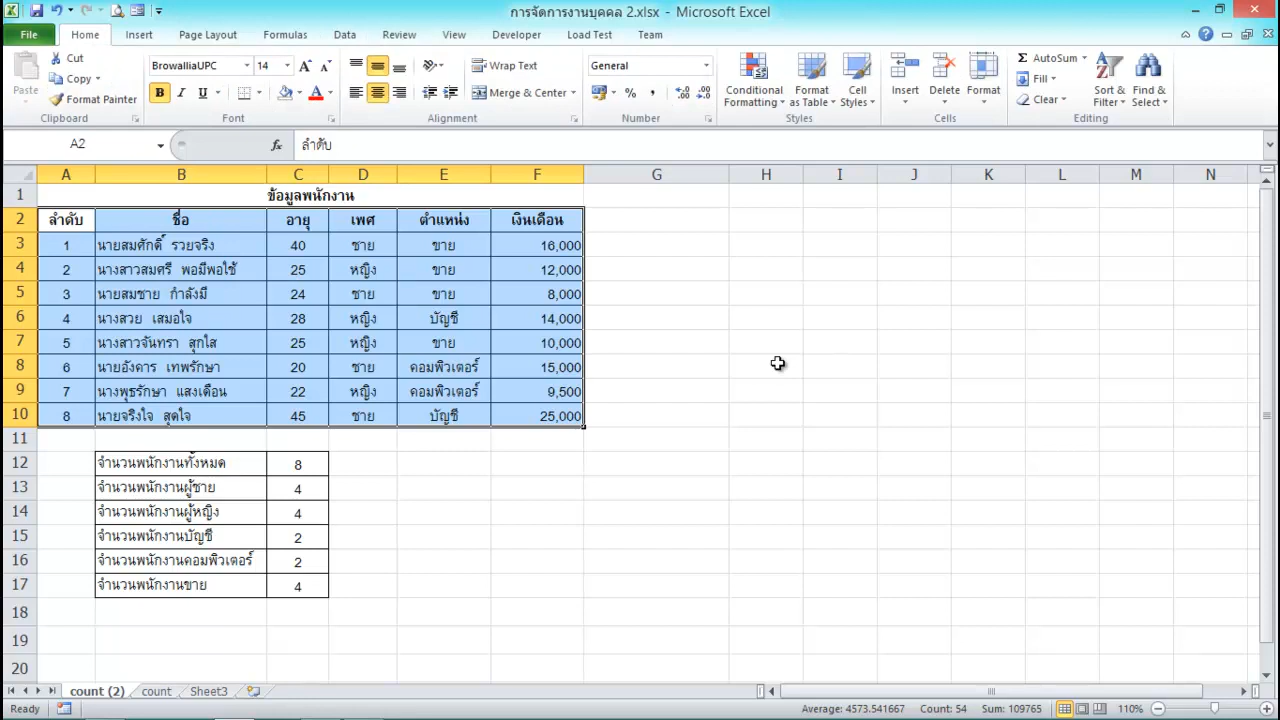 การจัดการงานบุคคล 2.xlsx - Microsoft Excel
File Home Insert Page Layout Formulas Data Review View Developer Load Test Team
Paste Cut Copy Format Painter Clipboard
BrowalliaUPC 14 B I U A A A Font
Wrap Text Merge & Center Alignment
General % , Number
Conditional Formatting Format as Table Cell Styles Styles
Insert Delete Format Cells
Σ AutoSum Fill Clear Sort & Filter Find & Select Editing
A2 fx ลำดับ
A B C D E F G H I J K L M N
1 ข้อมูลพนักงาน
2 ลำดับ ชื่อ อายุ เพศ ตำแหน่ง เงินเดือน
3 1 นายสมศักดิ์ รวยจริง 40 ชาย ขาย 16,000
4 2 นางสาวสมศรี พอมีพอใช้ 25 หญิง ขาย 12,000
5 3 นายสมชาย กำลังมี 24 ชาย ขาย 8,000
6 4 นางสวย เสมอใจ 28 หญิง บัญชี 14,000
7 5 นางสาวจันทรา สุกใส 25 หญิง ขาย 10,000
8 6 นายอังคาร เทพรักษา 20 ชาย คอมพิวเตอร์ 15,000
9 7 นางพุธรักษา แสงเดือน 22 หญิง คอมพิวเตอร์ 9,500
10 8 นายจริงใจ สุดใจ 45 ชาย บัญชี 25,000
11
12 จำนวนพนักงานทั้งหมด 8
13 จำนวนพนักงานผู้ชาย 4
14 จำนวนพนักงานผู้หญิง 4
15 จำนวนพนักงานบัญชี 2
16 จำนวนพนักงานคอมพิวเตอร์ 2
17 จำนวนพนักงานขาย 4
18
19
20
count (2) count Sheet3
Ready Average: 4573.541667 Count: 54 Sum: 109765 110%